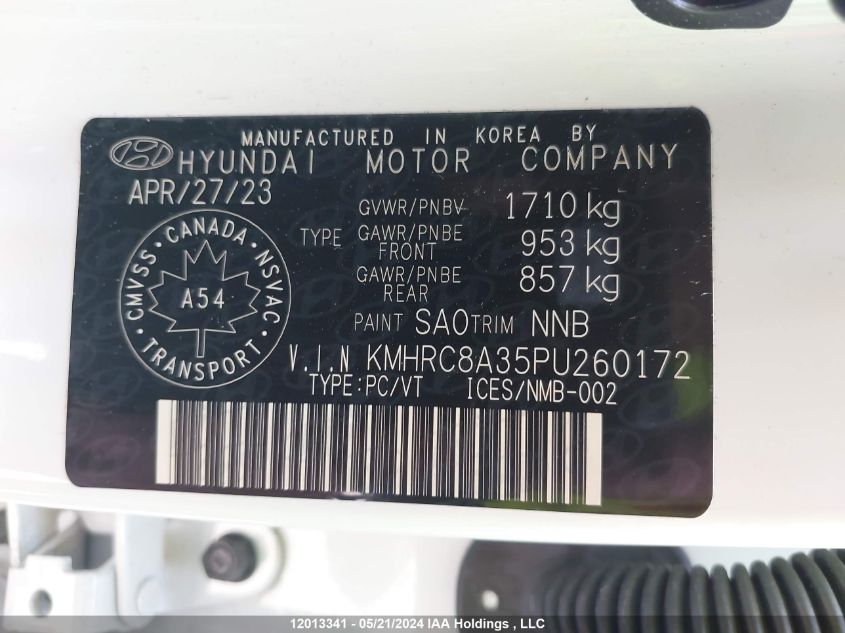 MANUFACTURED IN KOREA BY
HYUNDAI MOTOR COMPANY
APR/27/23
GVWR/PNBV 1710 kg
TYPE GAWR/PNBE FRONT 953 kg
GAWR/PNBE REAR 857 kg
CMVSS · CANADA · NSVAC
A54
TRANSPORT
PAINT SAO TRIM NNB
V.I.N KMHRC8A35PU260172
TYPE:PC/VT ICES/NMB-002
12013341 - 05/21/2024 IAA Holdings , LLC